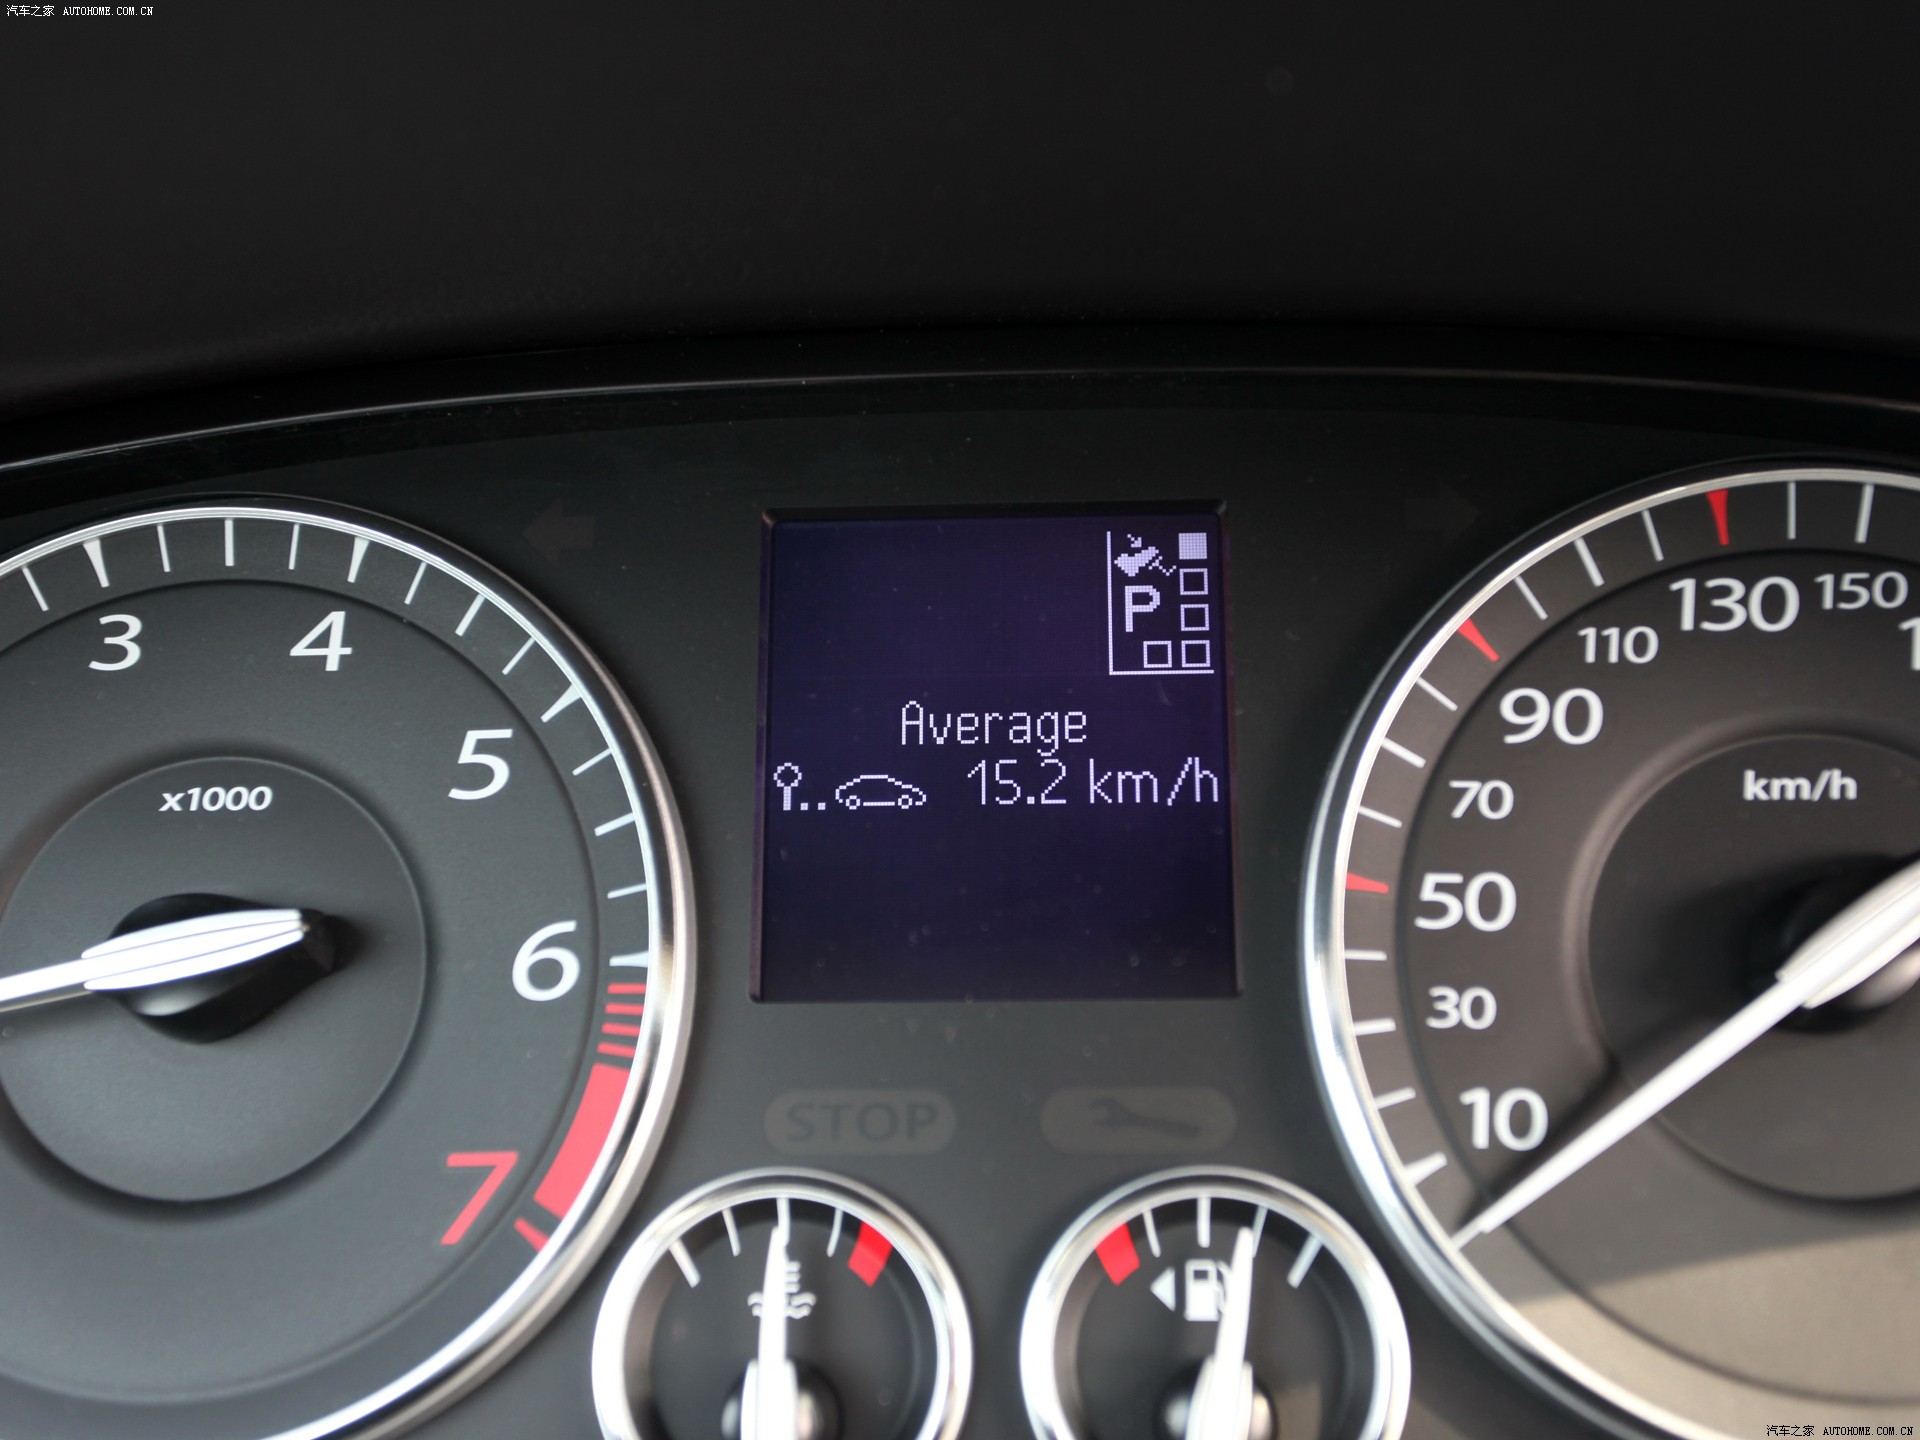 汽车之家 AUTOHOME.COM.CN
3
4
5
6
7
x1000
P
Average
15.2 km/h
STOP
10
30
50
70
90
110
130
150
km/h
汽车之家 AUTOHOME.COM.CN